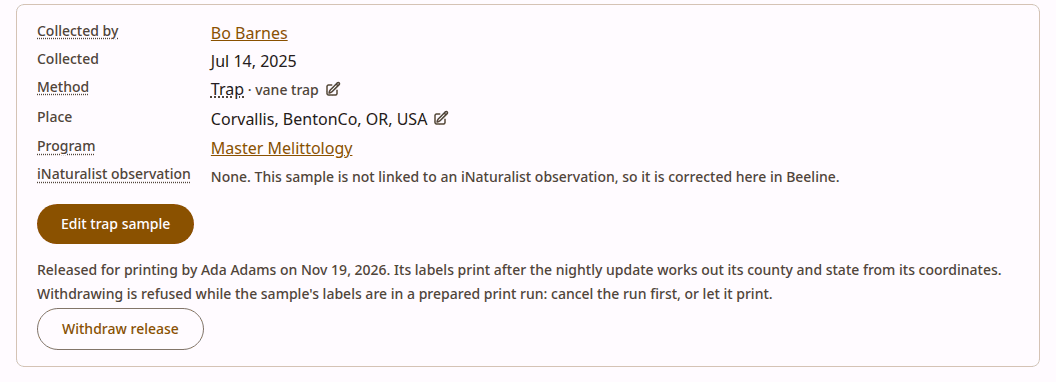 Collected by Bo Barnes
Collected Jul 14, 2025
Method Trap · vane trap
Place Corvallis, BentonCo, OR, USA
Program Master Melittology
iNaturalist observation None. This sample is not linked to an iNaturalist observation, so it is corrected here in Beeline.
Edit trap sample
Released for printing by Ada Adams on Nov 19, 2026. Its labels print after the nightly update works out its county and state from its coordinates.
Withdrawing is refused while the sample's labels are in a prepared print run: cancel the run first, or let it print.
Withdraw release